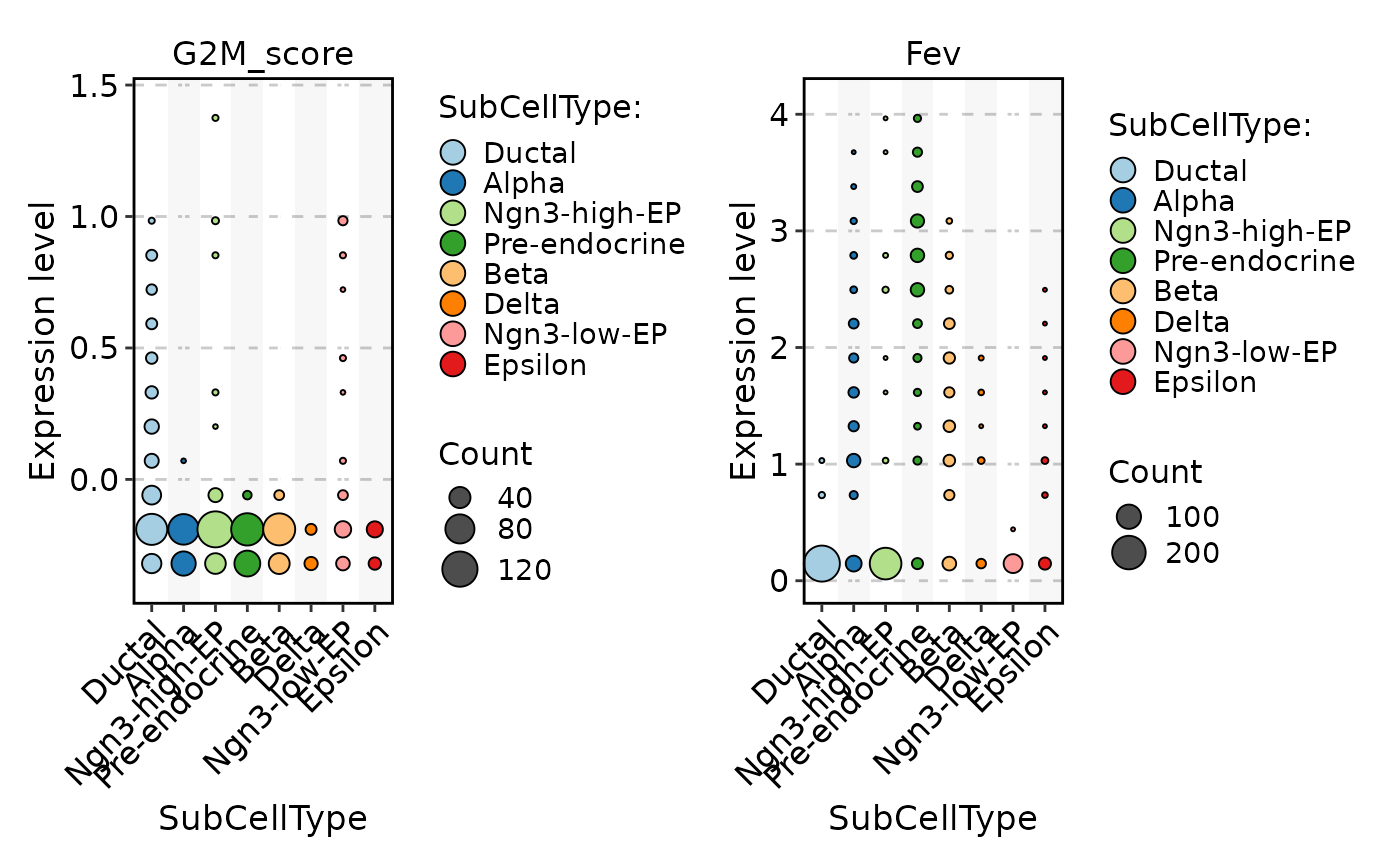 G2M_score
Expression level
1.5
1.0
0.5
0.0
Ductal
Alpha
Ngn3-high-EP
Pre-endocrine
Beta
Delta
Ngn3-low-EP
Epsilon
SubCellType
SubCellType:
Ductal
Alpha
Ngn3-high-EP
Pre-endocrine
Beta
Delta
Ngn3-low-EP
Epsilon
Count
40
80
120
Fev
Expression level
4
3
2
1
0
Ductal
Alpha
Ngn3-high-EP
Pre-endocrine
Beta
Delta
Ngn3-low-EP
Epsilon
SubCellType
SubCellType:
Ductal
Alpha
Ngn3-high-EP
Pre-endocrine
Beta
Delta
Ngn3-low-EP
Epsilon
Count
100
200